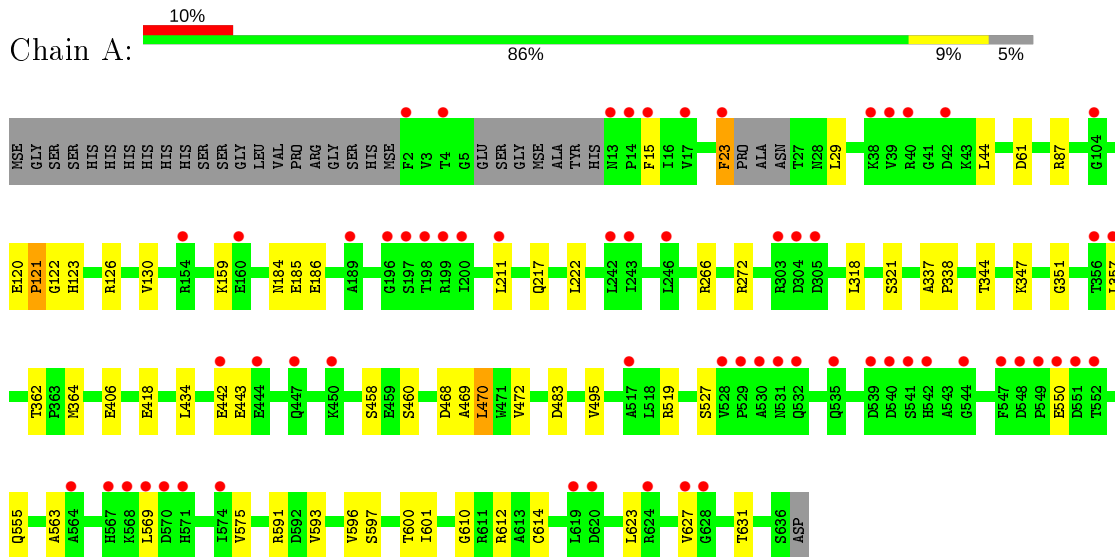 10%
Chain A:
86% 9% 5%
MSE GLY SER SER HIS HIS HIS HIS HIS HIS SER SER GLY LEU VAL PRO ARG GLY SER HIS MSE F2 V3 T4 G5 GLU SER GLY MSE ALA TYR HIS N13 P14 F15 I16 V17 F23 PRO ALA ASN T27 N28 L29 K38 V39 R40 G41 D42 K43 L44 D61 R87 G104
E120 P121 G122 H123 R126 V130 R154 K159 E160 N184 E185 E186 A189 G196 S197 T198 R199 I200 L211 Q217 L222 L242 I243 L246 R266 R272 R303 D304 D305 L318 S321 A337 P338 T344 K347 G351 T356 L357
T362 P363 M364 E406 E418 L434 E442 E443 E444 Q447 K450 S458 E459 S460 D468 A469 L470 W471 V472 D483 V495 A517 L518 R519 S527 V528 P529 A530 N531 Q532 Q535 D539 D540 S541 H542 A543 Q544 F547 D548 P549 E550 D551 T552
Q555 A563 A564 H567 K568 L569 D570 H571 I574 V575 R591 D592 V593 V596 S597 T600 I601 G610 R611 R612 A613 C614 L619 D620 L623 R624 V627 G628 T631 S636 ASP